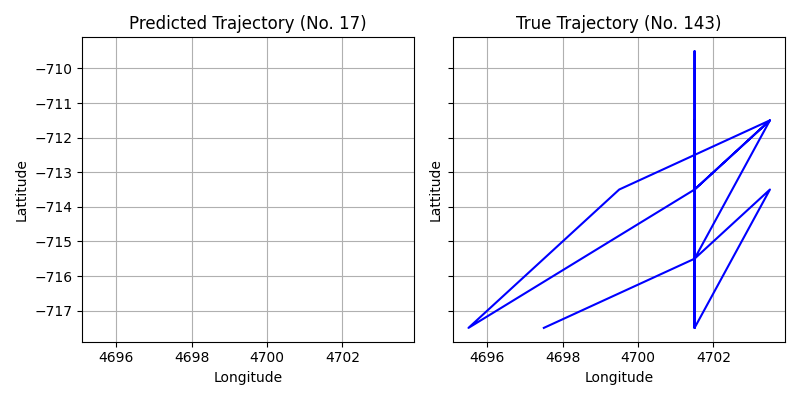 Predicted Trajectory (No. 17)
True Trajectory (No. 143)
−710
−711
−712
−713
−714
−715
−716
−717
Lattitude
Lattitude
4696
4698
4700
4702
4696
4698
4700
4702
Longitude
Longitude